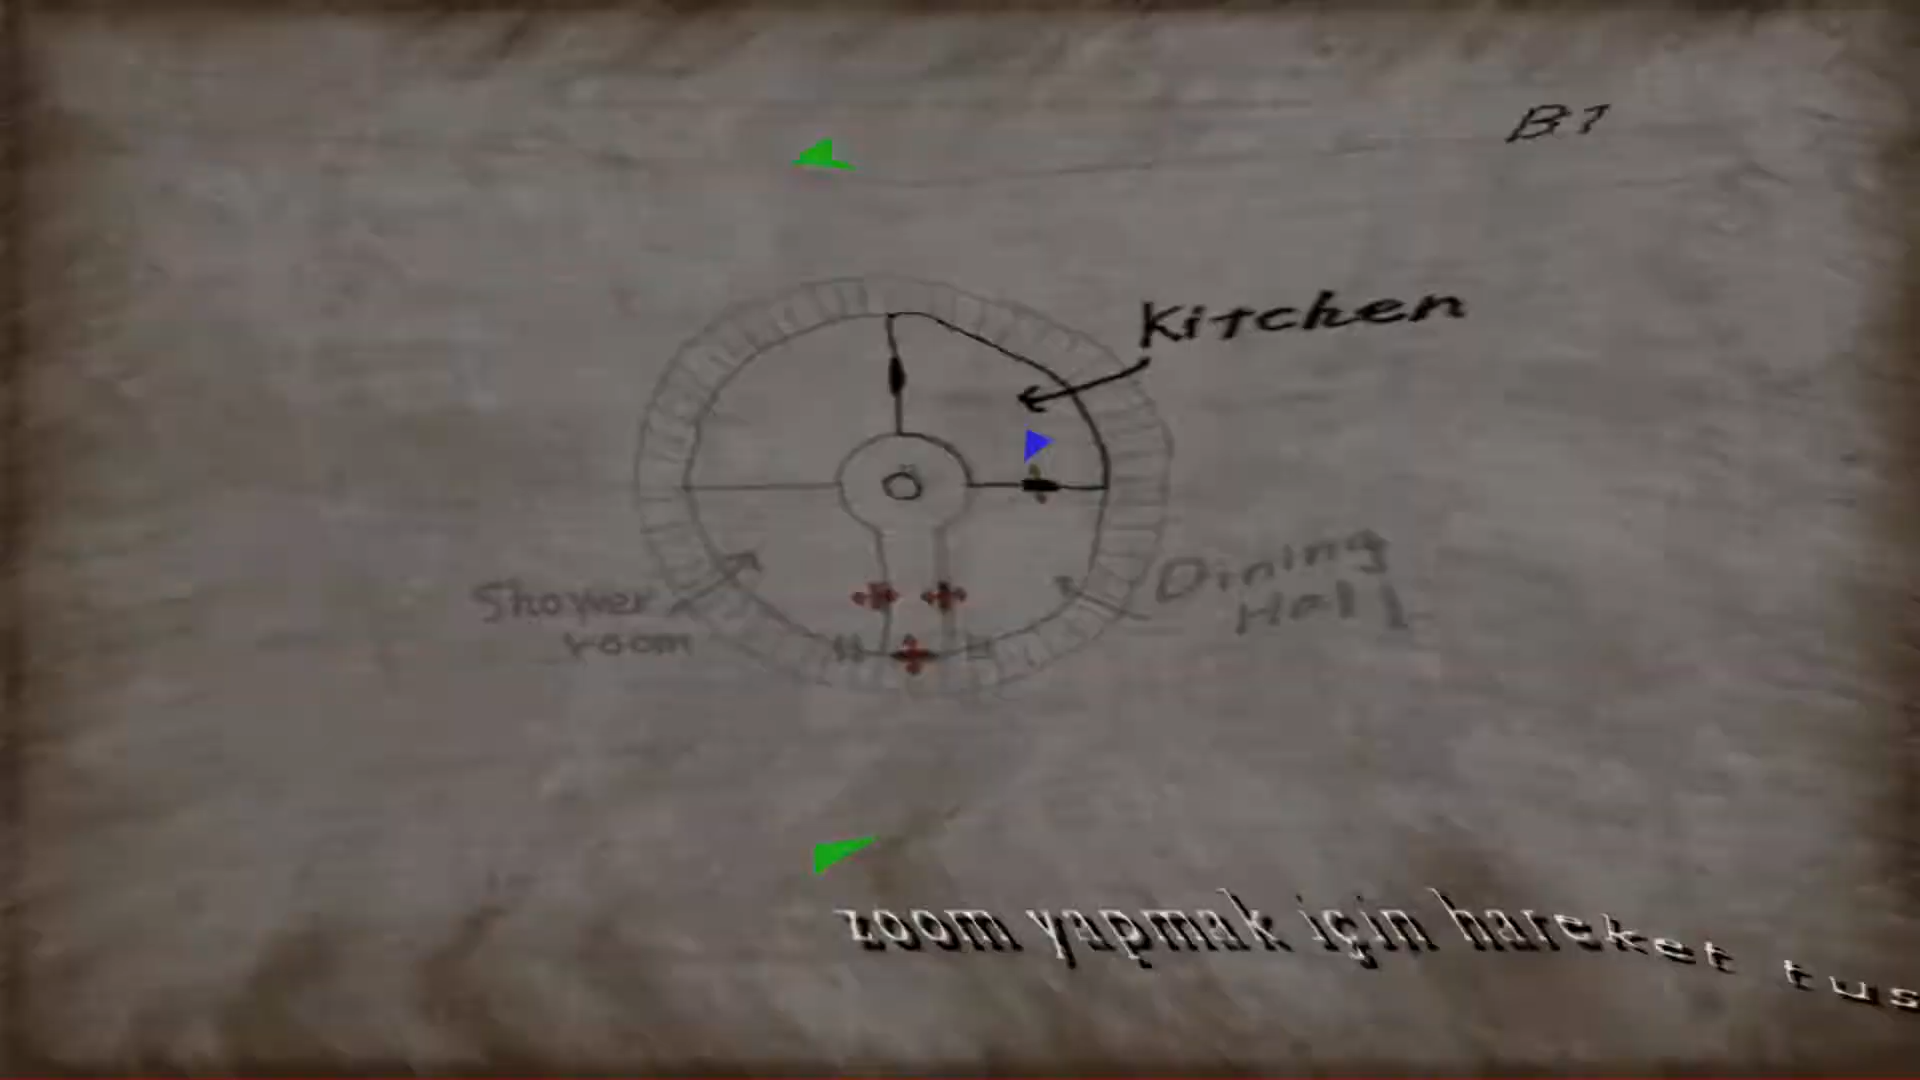 B1
Kitchen
Dining
Hall
Shower
room
zoom yapmak için hareket tus